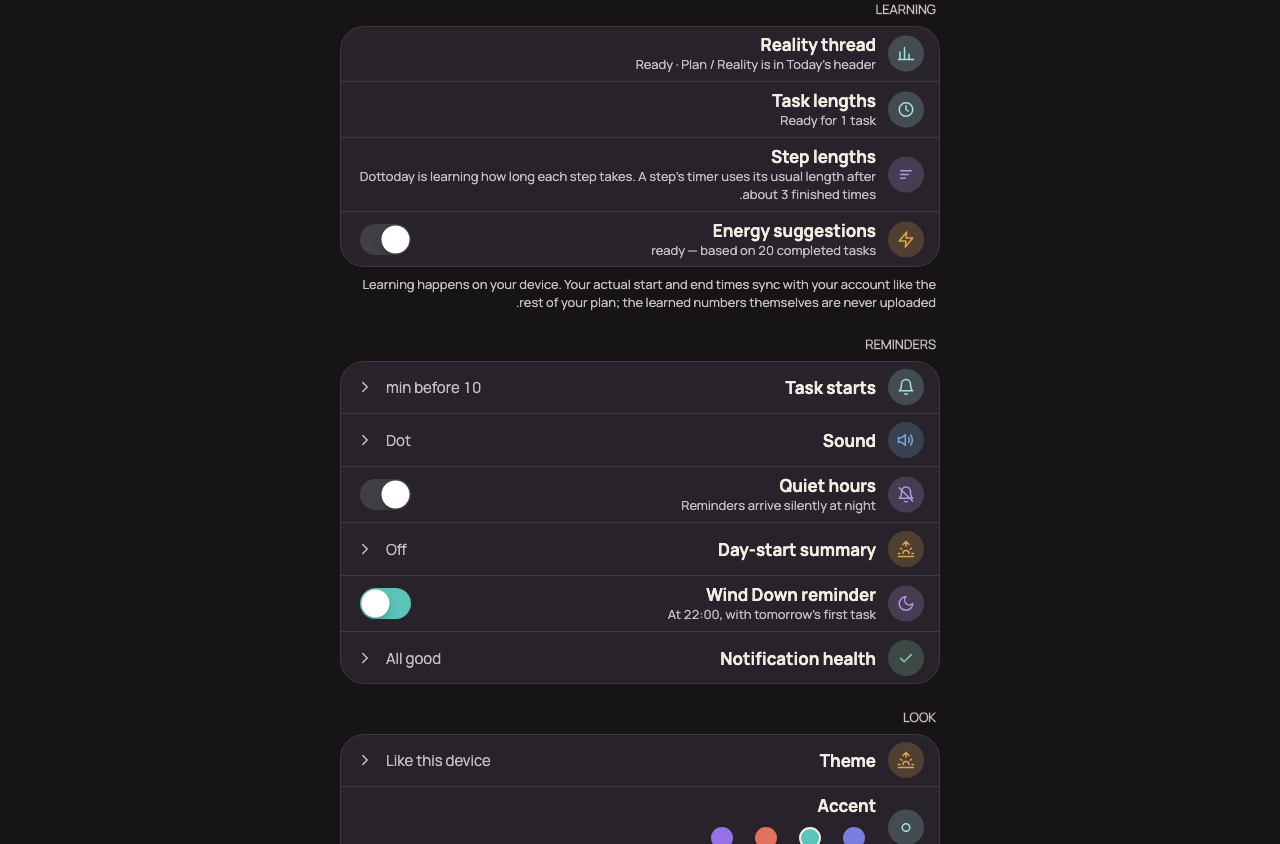 LEARNING
Reality thread
Ready · Plan / Reality is in Today's header
Task lengths
Ready for 1 task
Step lengths
Dottoday is learning how long each step takes. A step's timer uses its usual length after
.about 3 finished times
Energy suggestions
ready — based on 20 completed tasks
Learning happens on your device. Your actual start and end times sync with your account like the
.rest of your plan; the learned numbers themselves are never uploaded
REMINDERS
Task starts
min before 10
Sound
Dot
Quiet hours
Reminders arrive silently at night
Day-start summary
Off
Wind Down reminder
At 22:00, with tomorrow's first task
Notification health
All good
LOOK
Theme
Like this device
Accent